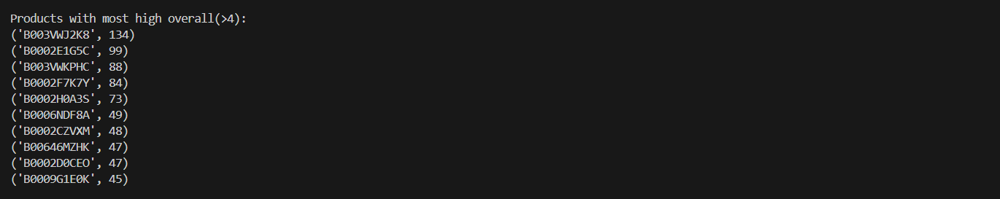 Products with most high overall(>4):
('B003VWJ2K8', 134)
('B0002E1G5C', 99)
('B003VWKPHC', 88)
('B0002F7K7Y', 84)
('B0002H0A3S', 73)
('B0006NDF8A', 49)
('B0002CZVXM', 48)
('B00646MZHK', 47)
('B0002D0CEO', 47)
('B0009G1E0K', 45)